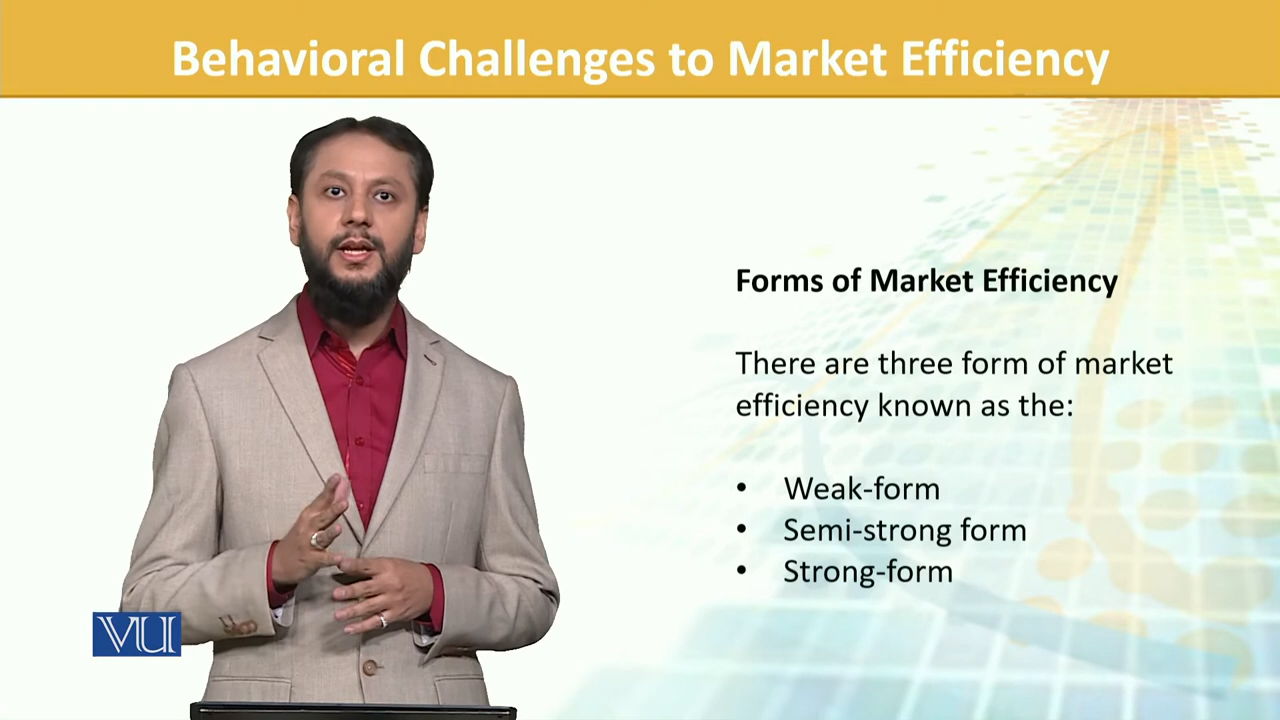 Behavioral Challenges to Market Efficiency
Forms of Market Efficiency
There are three form of market
efficiency known as the:
• Weak-form
• Semi-strong form
• Strong-form
VU